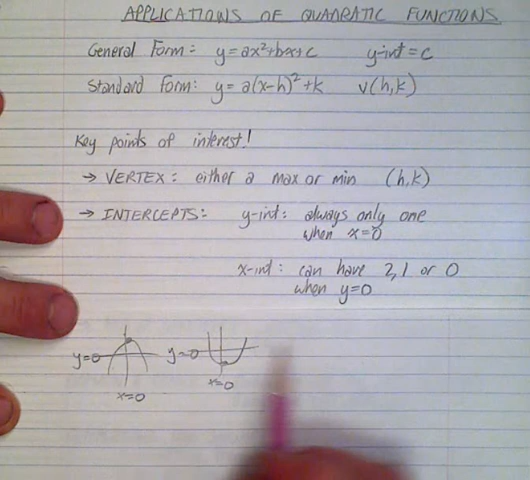 APPLICATIONS OF QUADRATIC FUNCTIONS
General Form: y=ax²+bx+c y-int=c
Standard Form: y=a(x-h)²+k V(h,k)
Key points of interest!
→ VERTEX: either a max or min (h,k)
→ INTERCEPTS: y-int: always only one
when x=0
x-int: can have 2, 1 or 0
when y=0
y=0 y=0
x=0 x=0